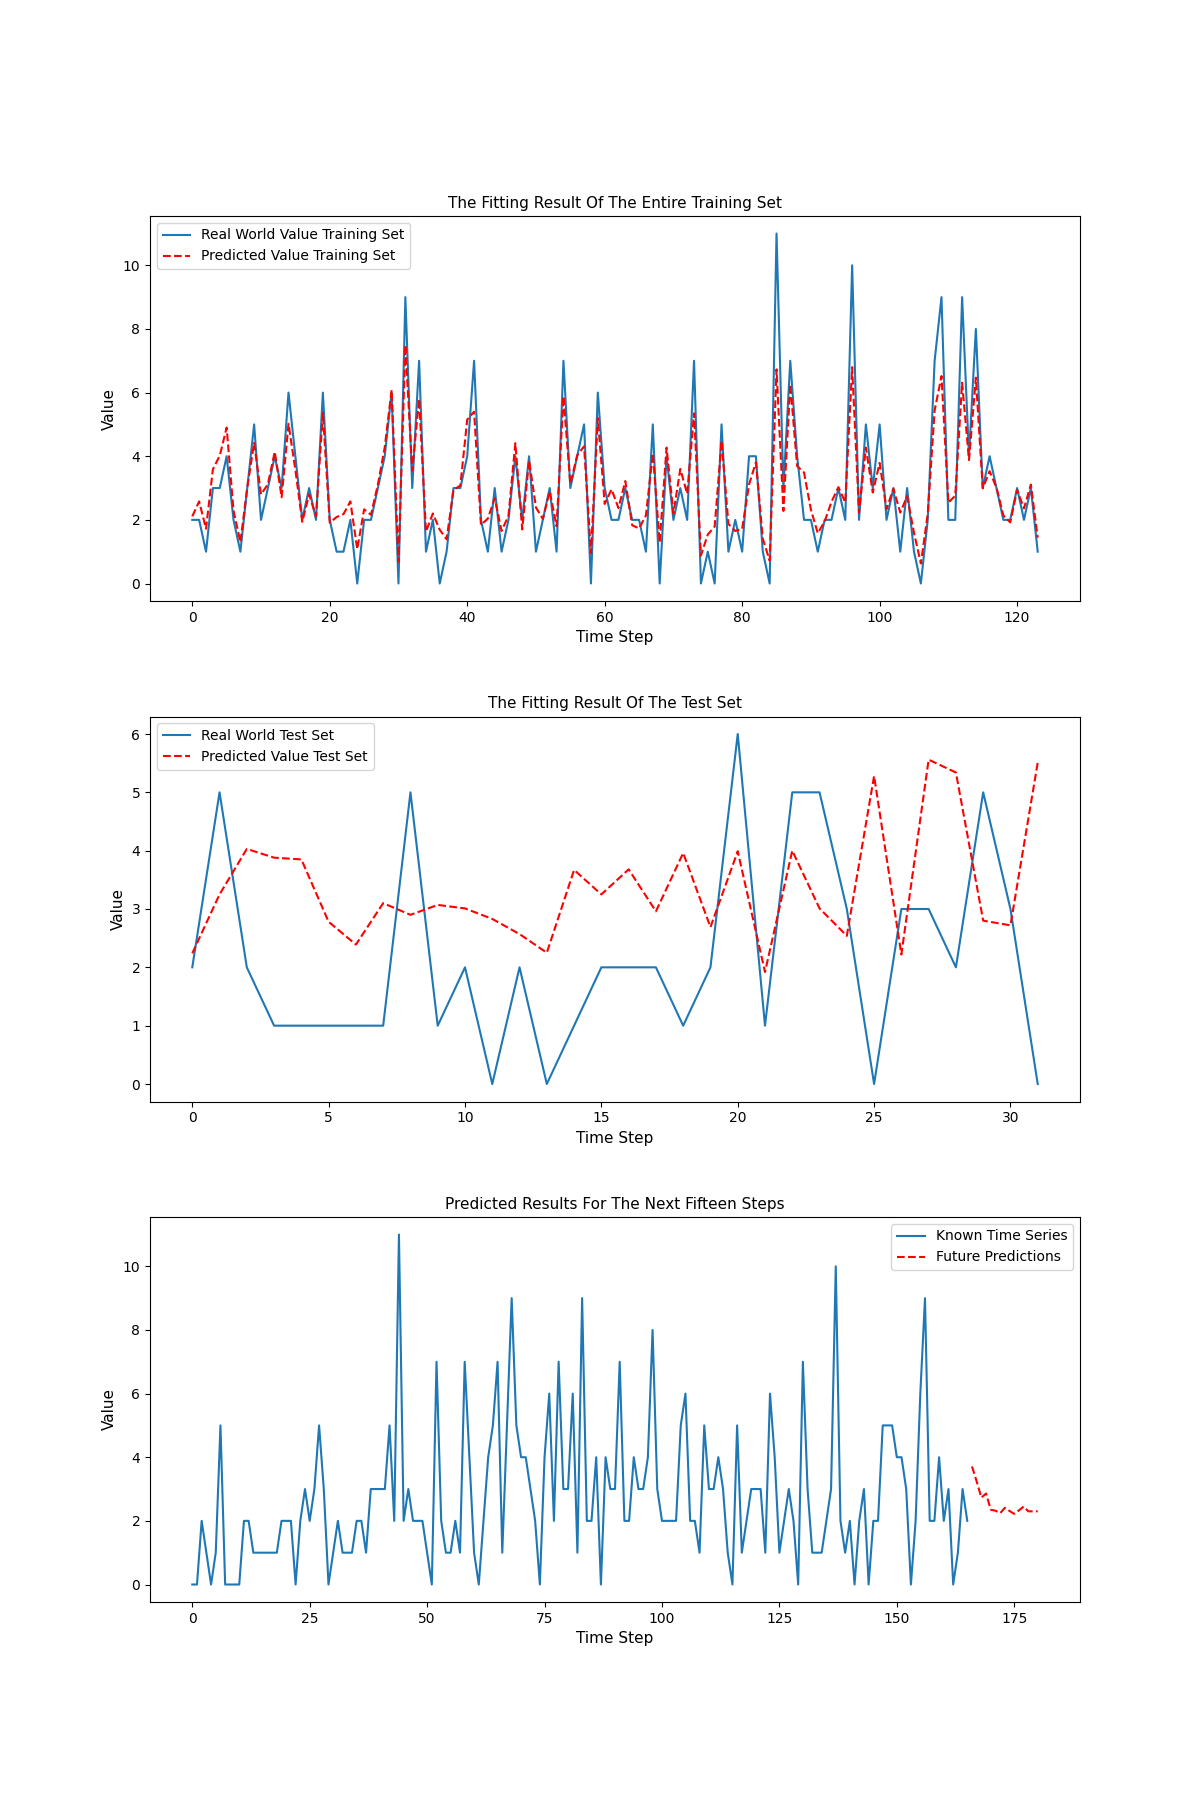 The Fitting Result Of The Entire Training Set
Real World Value Training Set
Predicted Value Training Set
Value
10
8
6
4
2
0
0 20 40 60 80 100 120
Time Step
The Fitting Result Of The Test Set
Real World Test Set
Predicted Value Test Set
Value
6
5
4
3
2
1
0
0 5 10 15 20 25 30
Time Step
Predicted Results For The Next Fifteen Steps
Known Time Series
Future Predictions
Value
10
8
6
4
2
0
0 25 50 75 100 125 150 175
Time Step